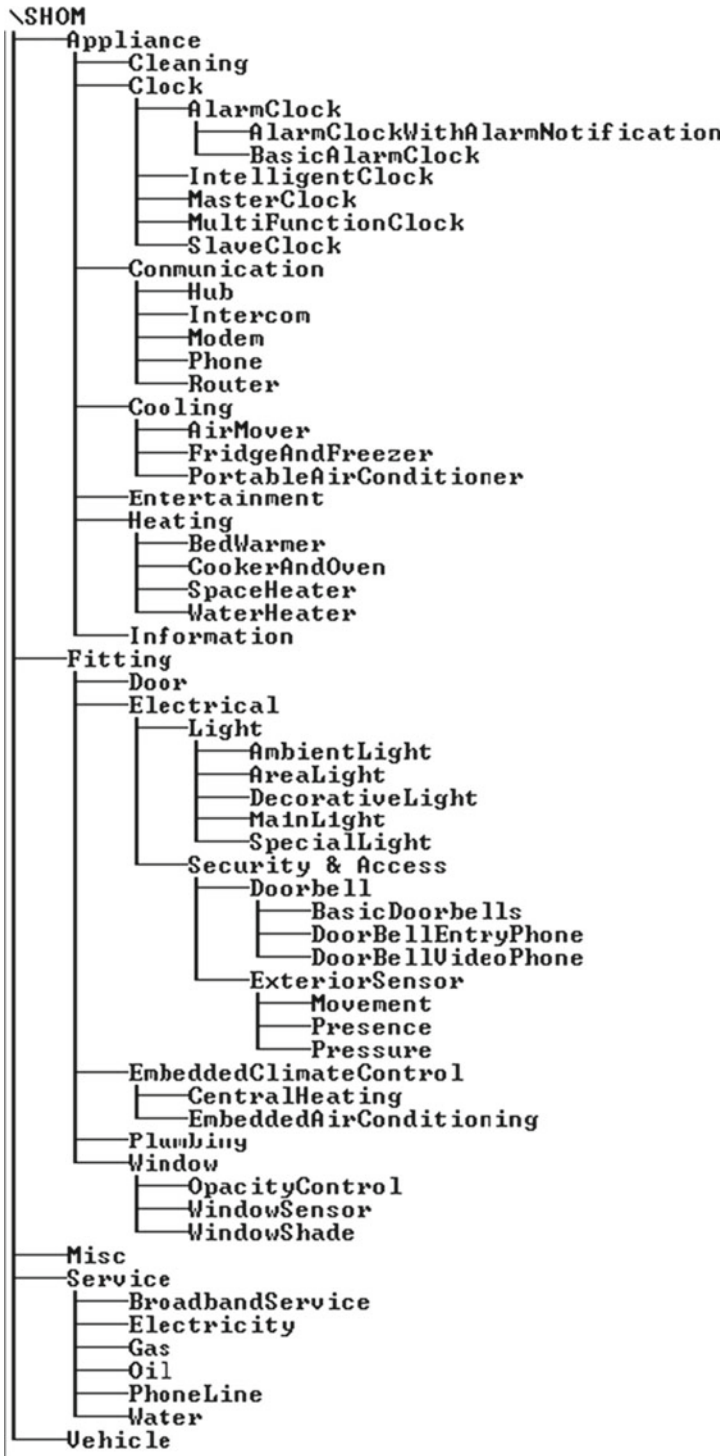 \SHOM
Appliance
Cleaning
Clock
AlarmClock
AlarmClockWithAlarmNotification
BasicAlarmClock
IntelligentClock
MasterClock
MultiFunctionClock
SlaveClock
Conmunication
Hub
Intercom
Modem
Phone
Router
Cooling
AirMover
FridgeAndFreezer
PortableAirConditioner
Entertainment
Heating
BedWarmer
CookerAndOven
SpaceHeater
WaterHeater
Information
Fitting
Door
Electrical
Light
AmbientLight
AreaLight
DecorativeLight
Ma1nL1ght
SpecialLight
Security & Access
Doorbell
BasicDoorbells
DoorBellEntryPhone
DoorBellVideoPhone
ExteriorSensor
Movement
Presence
Pressure
EmbeddedClimateControl
CentralHeating
EmbeddedAirConditioning
Plumbing
Window
OpacityControl
WindowSensor
WindowShade
Misc
Service
BroadbandService
Electricity
Gas
Oil
PhoneLine
Water
Vehicle